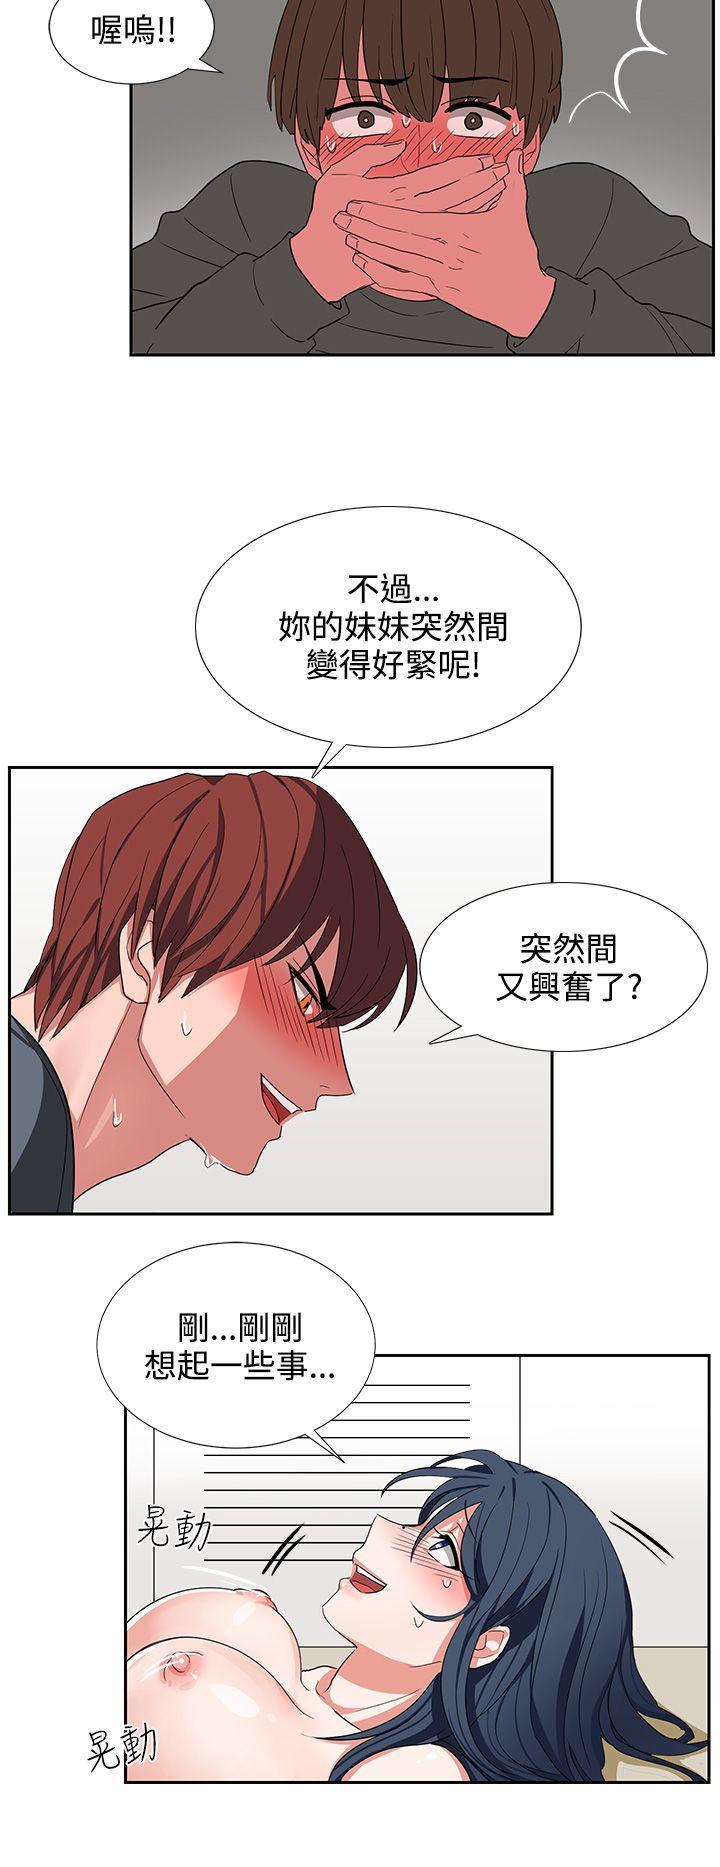 喔嗚!!
不過...
妳的妹妹突然間
變得好緊呢!
突然間
又興奮了?
剛...剛剛
想起一些事...
晃動
晃動